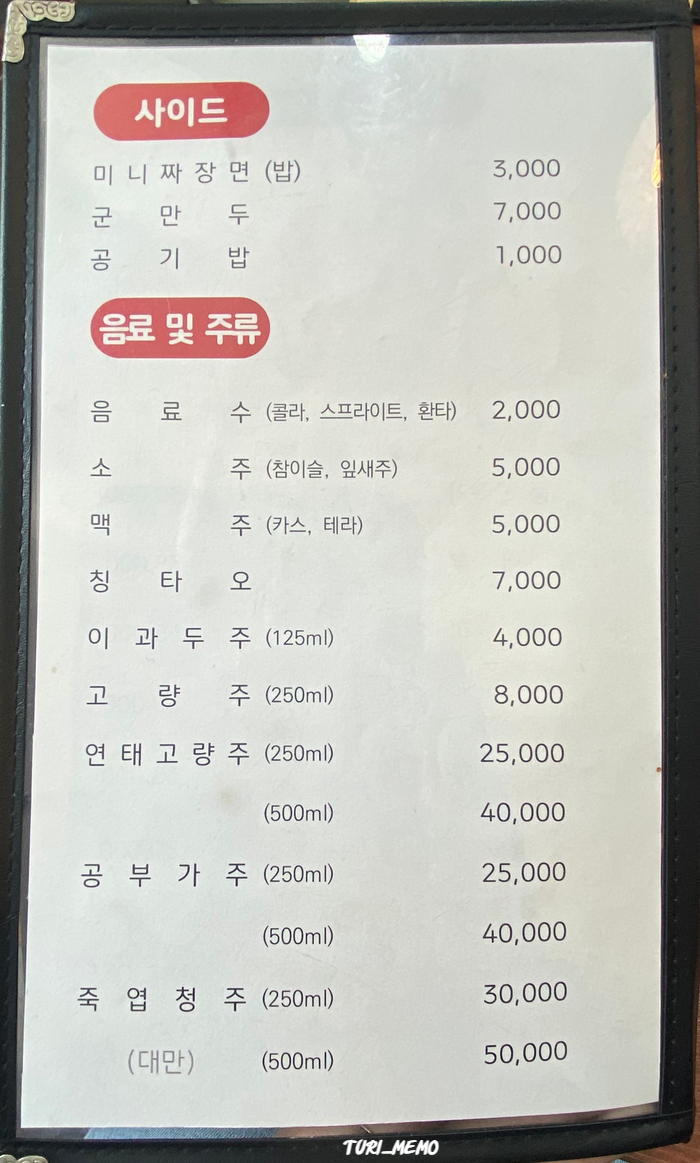 사이드
미니짜장면 (밥) 3,000
군만두 7,000
공기밥 1,000
음료 및 주류
음료수 (콜라, 스프라이트, 환타) 2,000
소주 (참이슬, 잎새주) 5,000
맥주 (카스, 테라) 5,000
칭타오 7,000
이과두주 (125ml) 4,000
고량주 (250ml) 8,000
연태고량주 (250ml) 25,000
(500ml) 40,000
공부가주 (250ml) 25,000
(500ml) 40,000
죽엽청주 (250ml) 30,000
(대만) (500ml) 50,000
TURI_MEMO